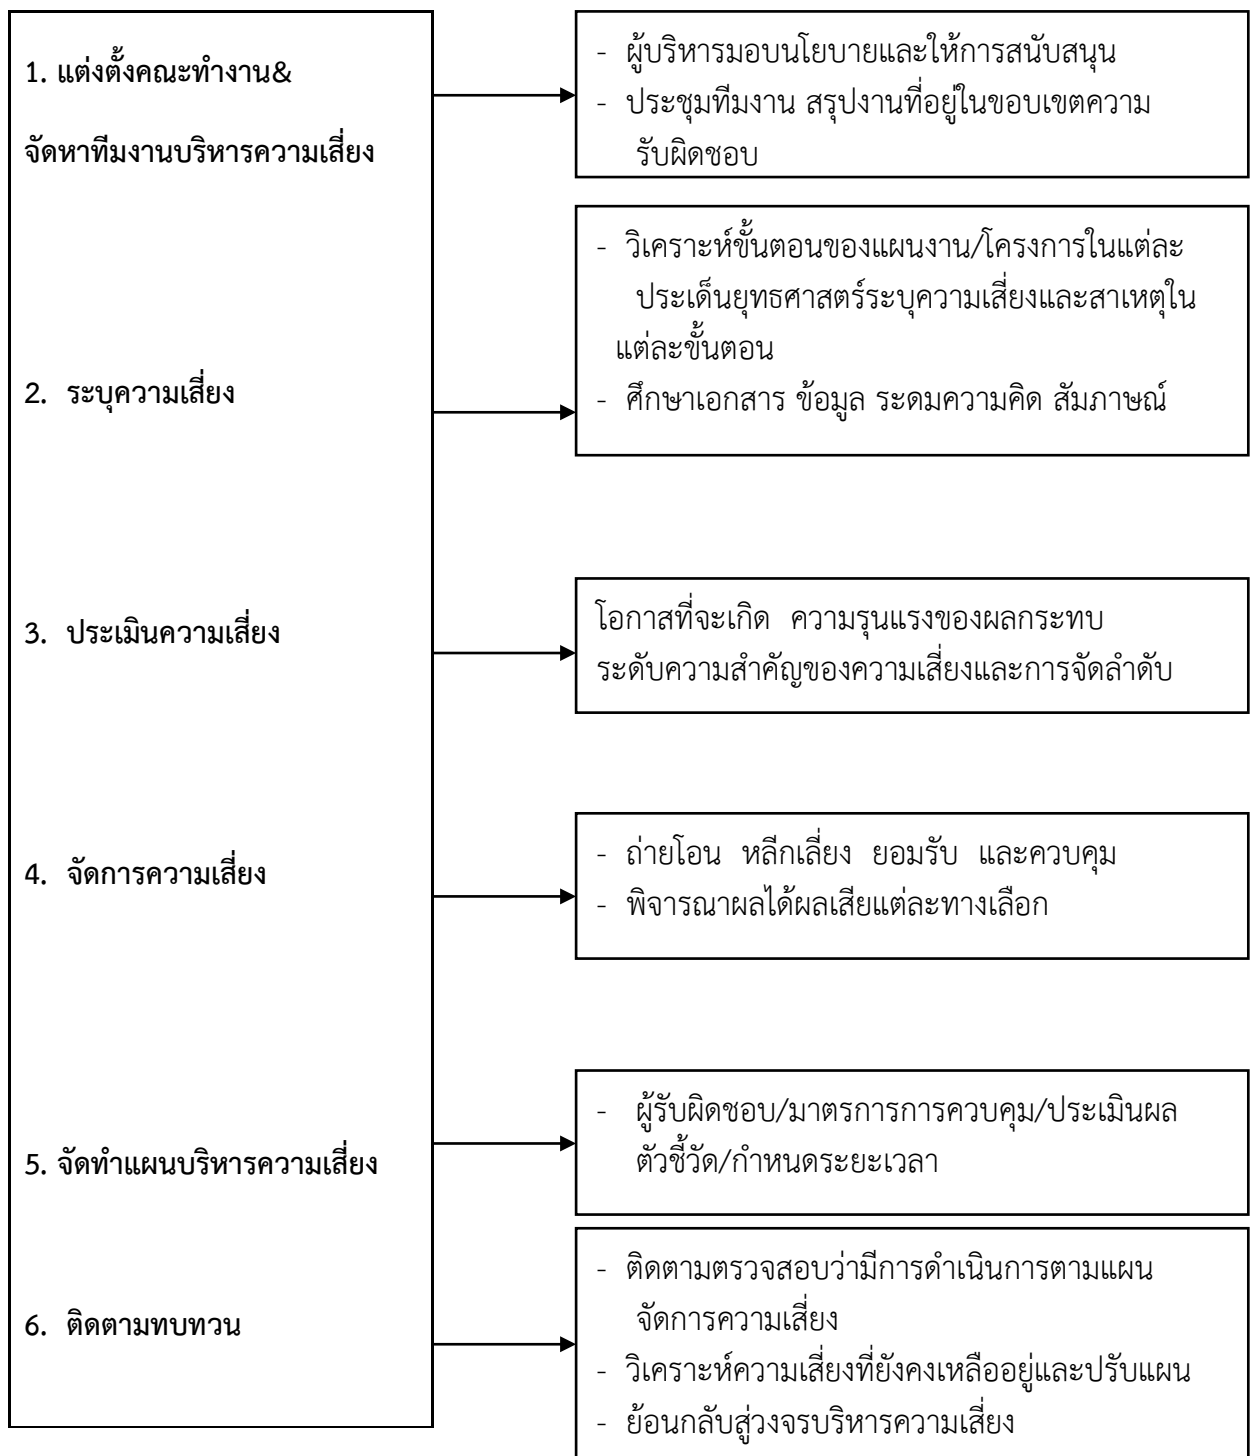 1. แต่งตั้งคณะทำงาน&
จัดหาทีมงานบริหารความเสี่ยง
- ผู้บริหารมอบนโยบายและให้การสนับสนุน
- ประชุมทีมงาน สรุปงานที่อยู่ในขอบเขตความ
รับผิดชอบ
2. ระบุความเสี่ยง
- วิเคราะห์ขั้นตอนของแผนงาน/โครงการในแต่ละ
ประเด็นยุทธศาสตร์ระบุความเสี่ยงและสาเหตุใน
แต่ละขั้นตอน
- ศึกษาเอกสาร ข้อมูล ระดมความคิด สัมภาษณ์
3. ประเมินความเสี่ยง
โอกาสที่จะเกิด ความรุนแรงของผลกระทบ
ระดับความสำคัญของความเสี่ยงและการจัดลำดับ
4. จัดการความเสี่ยง
- ถ่ายโอน หลีกเลี่ยง ยอมรับ และควบคุม
- พิจารณาผลได้ผลเสียแต่ละทางเลือก
5. จัดทำแผนบริหารความเสี่ยง
- ผู้รับผิดชอบ/มาตรการการควบคุม/ประเมินผล
ตัวชี้วัด/กำหนดระยะเวลา
6. ติดตามทบทวน
- ติดตามตรวจสอบว่ามีการดำเนินการตามแผน
จัดการความเสี่ยง
- วิเคราะห์ความเสี่ยงที่ยังคงเหลืออยู่และปรับแผน
- ย้อนกลับสู่วงจรบริหารความเสี่ยง